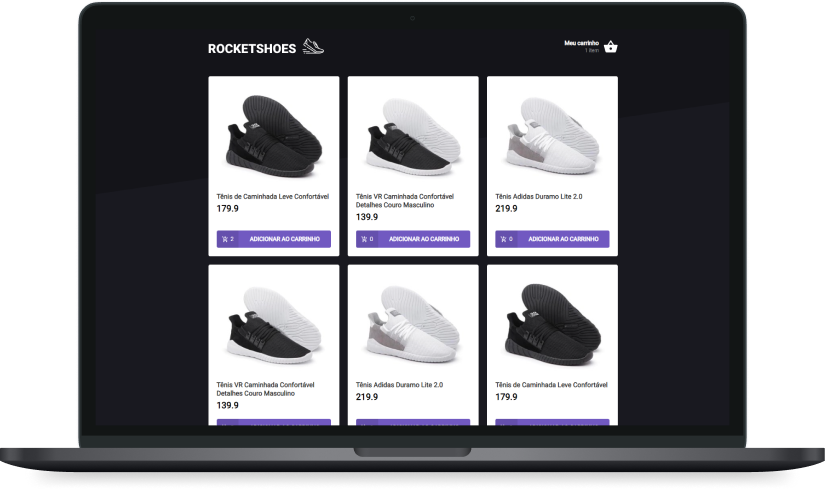 ROCKETSHOES
Meu carrinho
1 item
Tênis de Caminhada Leve Confortável
179.9
2 ADICIONAR AO CARRINHO
Tênis VR Caminhada Confortável
Detalhes Couro Masculino
139.9
0 ADICIONAR AO CARRINHO
Tênis Adidas Duramo Lite 2.0
219.9
0 ADICIONAR AO CARRINHO
Tênis VR Caminhada Confortável
Detalhes Couro Masculino
139.9
Tênis Adidas Duramo Lite 2.0
219.9
Tênis de Caminhada Leve Confortável
179.9